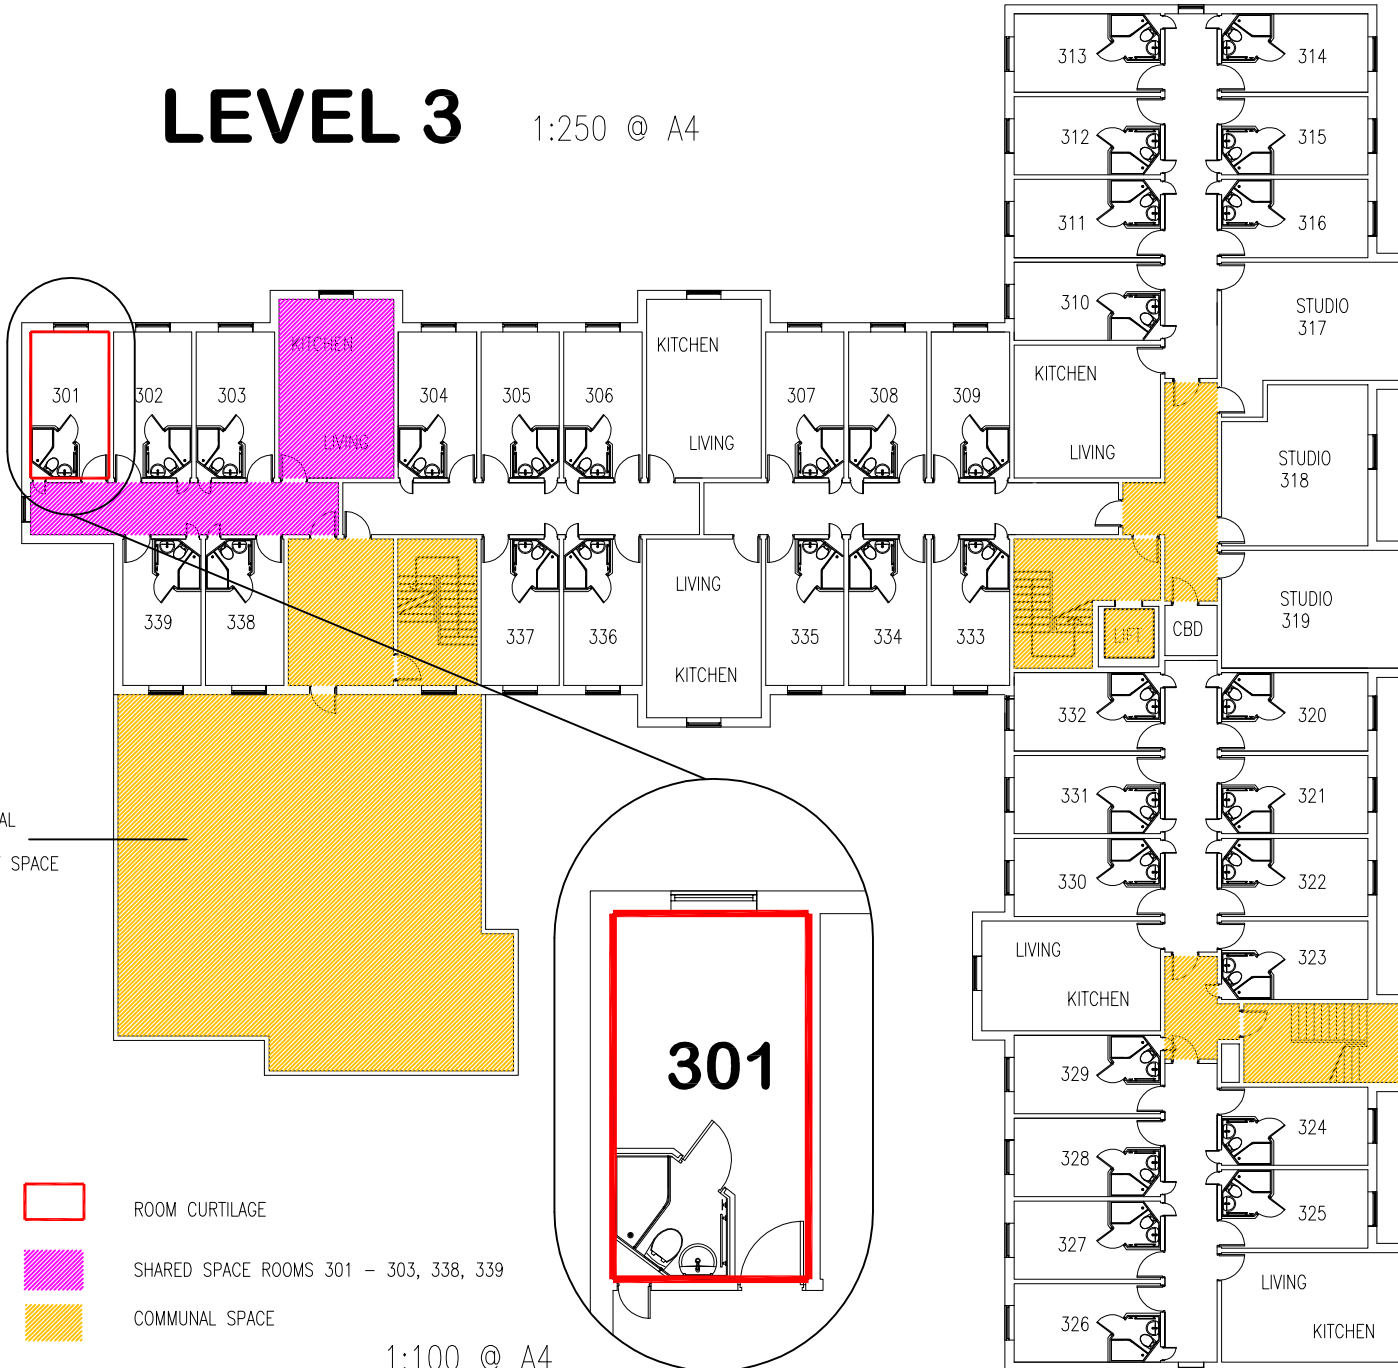 LEVEL 3
1:250 @ A4
313
314
312
315
311
316
310
STUDIO
317
KITCHEN
LIVING
301
302
303
KITCHEN
LIVING
304
305
306
KITCHEN
LIVING
307
308
309
STUDIO
318
339
338
337
336
LIVING
KITCHEN
335
334
333
LIFT
CBD
STUDIO
319
332
320
331
321
330
322
LIVING
KITCHEN
323
AL
SPACE
301
329
324
328
325
327
326
LIVING
KITCHEN
ROOM CURTILAGE
SHARED SPACE ROOMS 301 - 303, 338, 339
COMMUNAL SPACE
1:100 @ A4